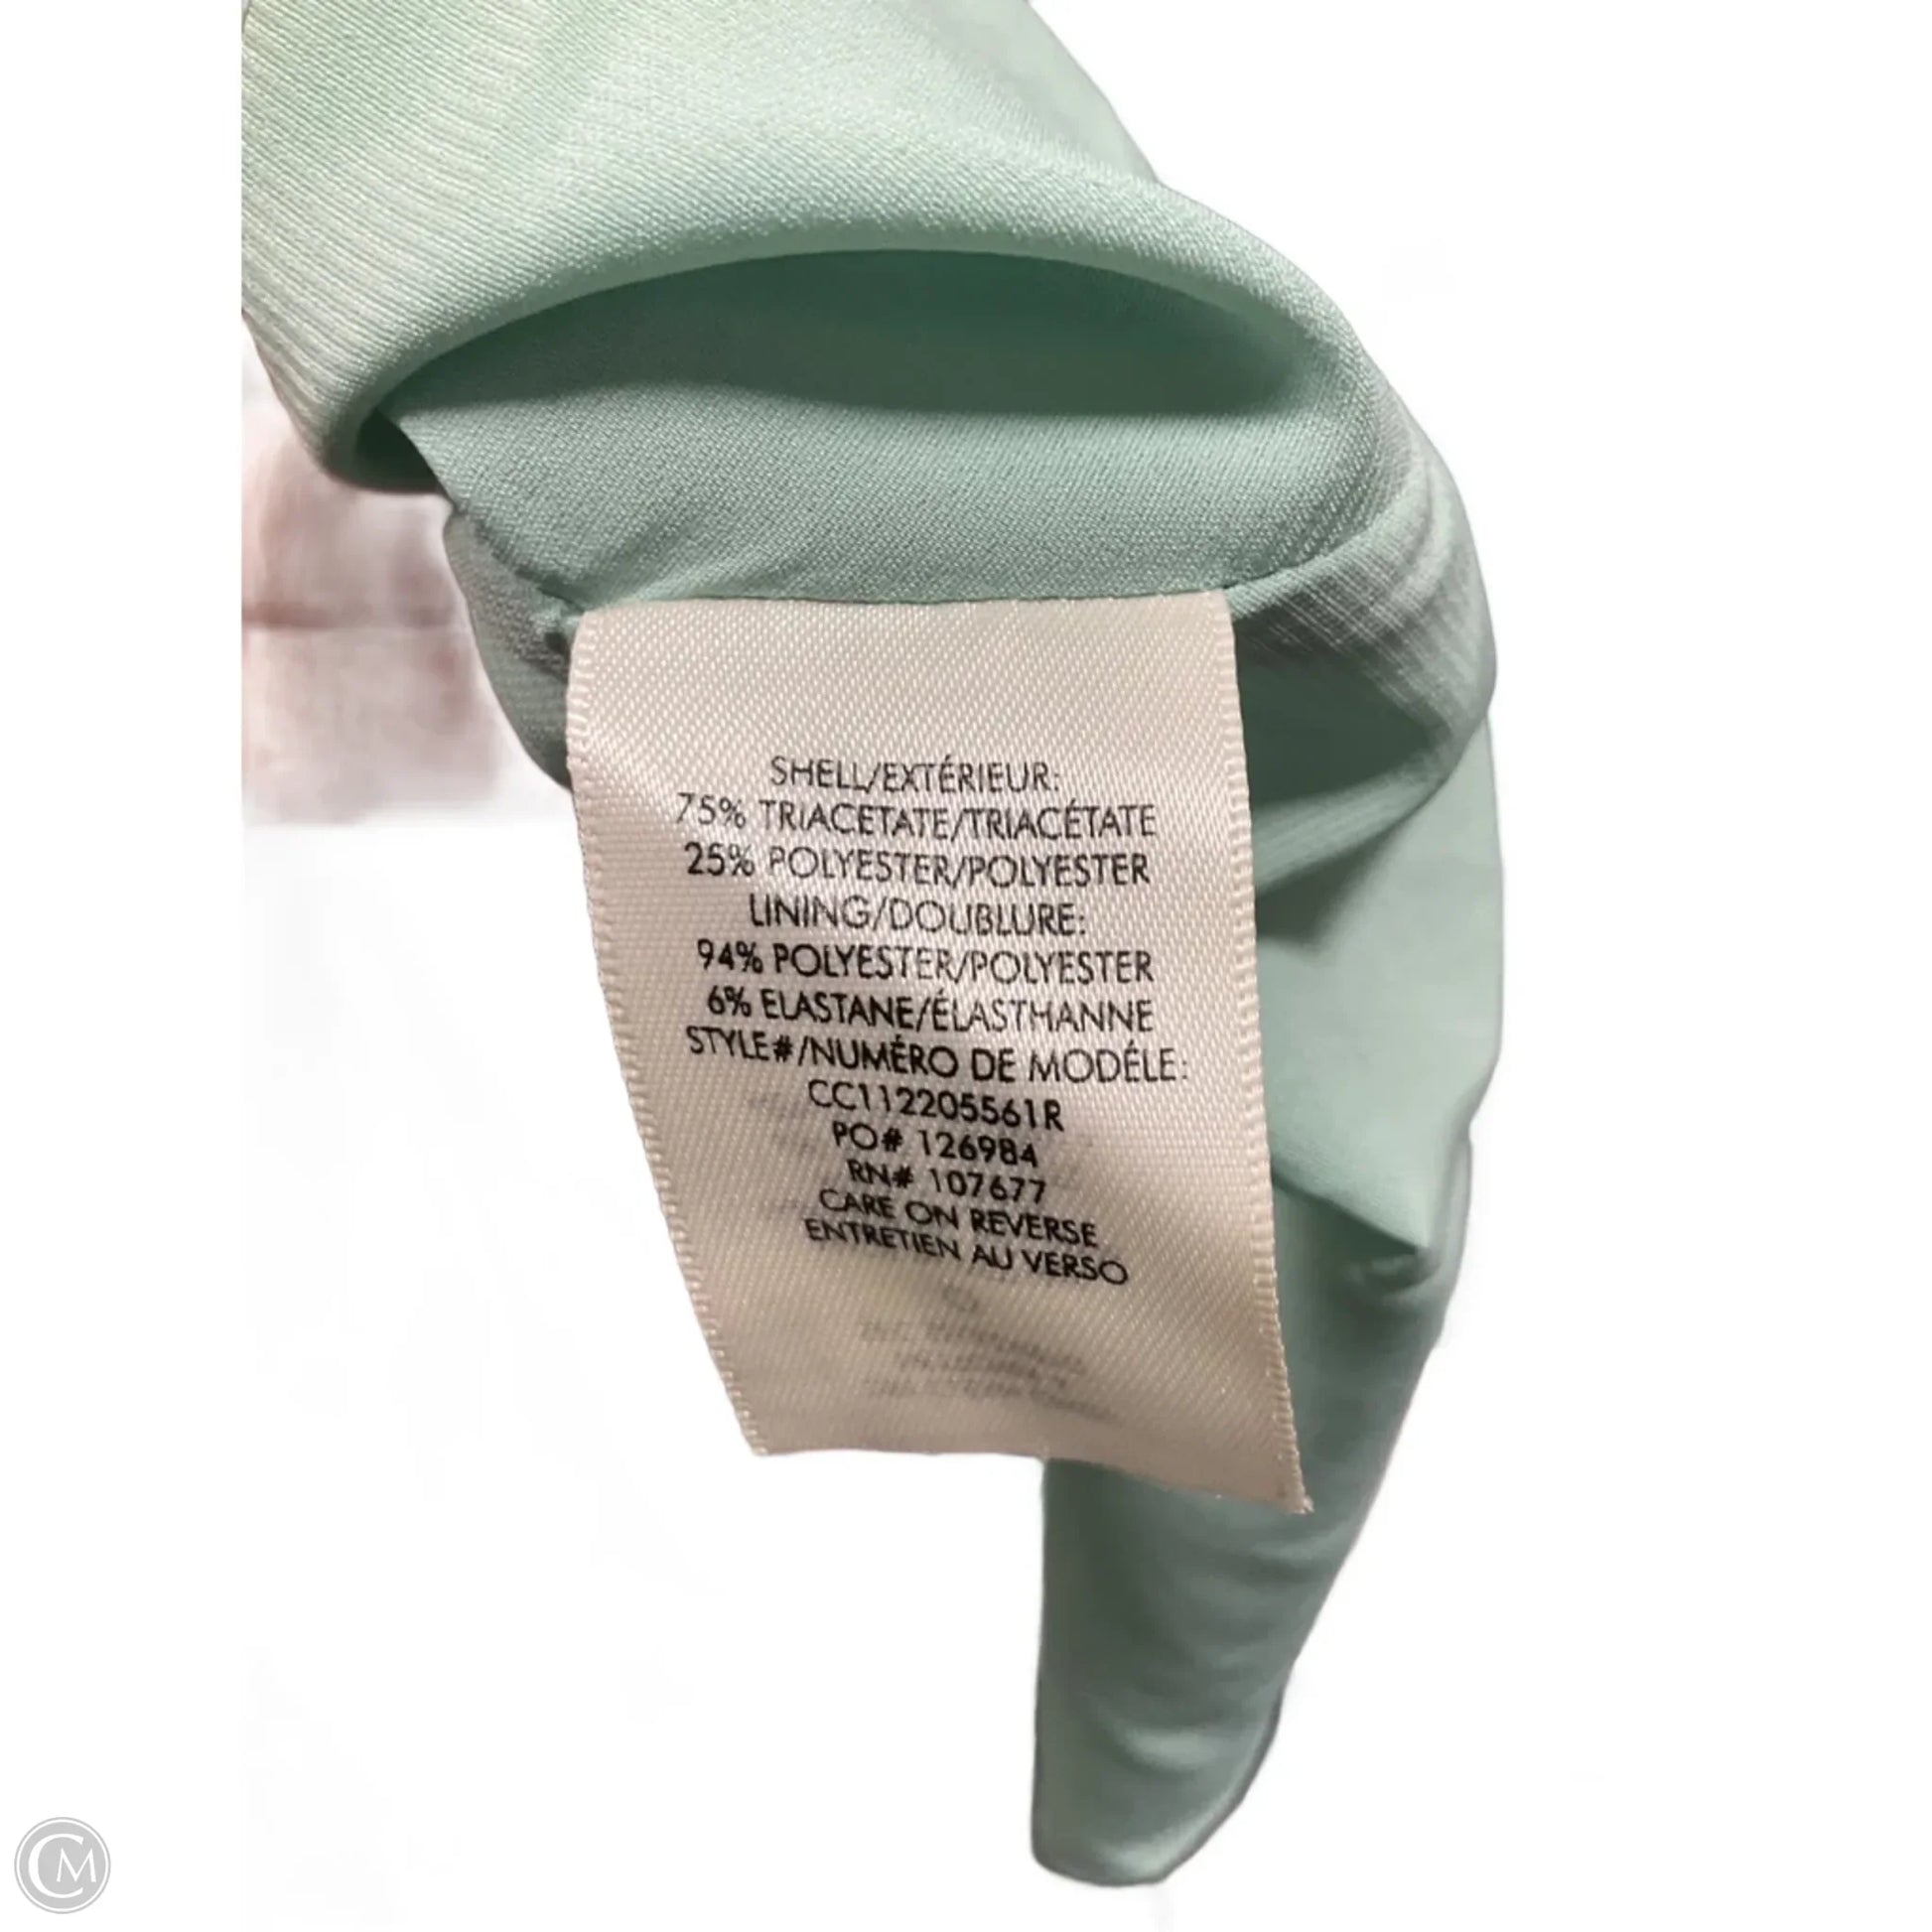 SHELL/EXTÉRIEUR:
75% TRIACETATE/TRIACÉTATE
25% POLYESTER/POLYESTER
LINING/DOUBLURE:
94% POLYESTER/POLYESTER
6% ELASTANE/ÉLASTHANNE
STYLE#/NUMÉRO DE MODÉLE:
CC112205561R
PO# 126984
RN# 107677
CARE ON REVERSE
ENTRETIEN AU VERSO
CM